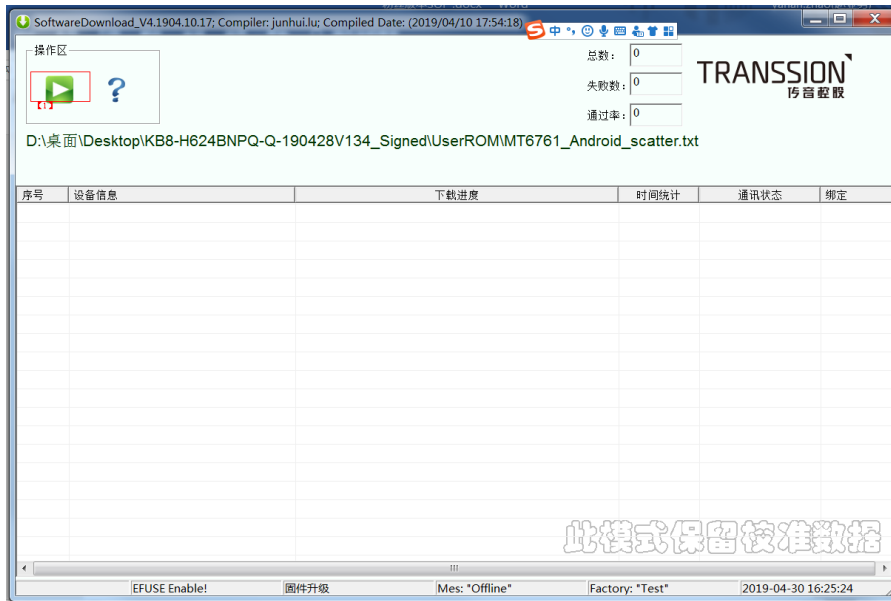 SoftwareDownload_V4.1904.10.17; Compiler: junhui.lu; Compiled Date: (2019/04/10 17:54:18)
中
操作区
【1】
总数: 0
失败数: 0
通过率: 0
TRANSSION
传音控股
D:\桌面\Desktop\KB8-H624BNPQ-Q-190428V134_Signed\UserROM\MT6761_Android_scatter.txt
序号 设备信息 下载进度 时间统计 通讯状态 绑定
此模式保留校准数据
EFUSE Enable! 固件升级 Mes: "Offline" Factory: "Test" 2019-04-30 16:25:24